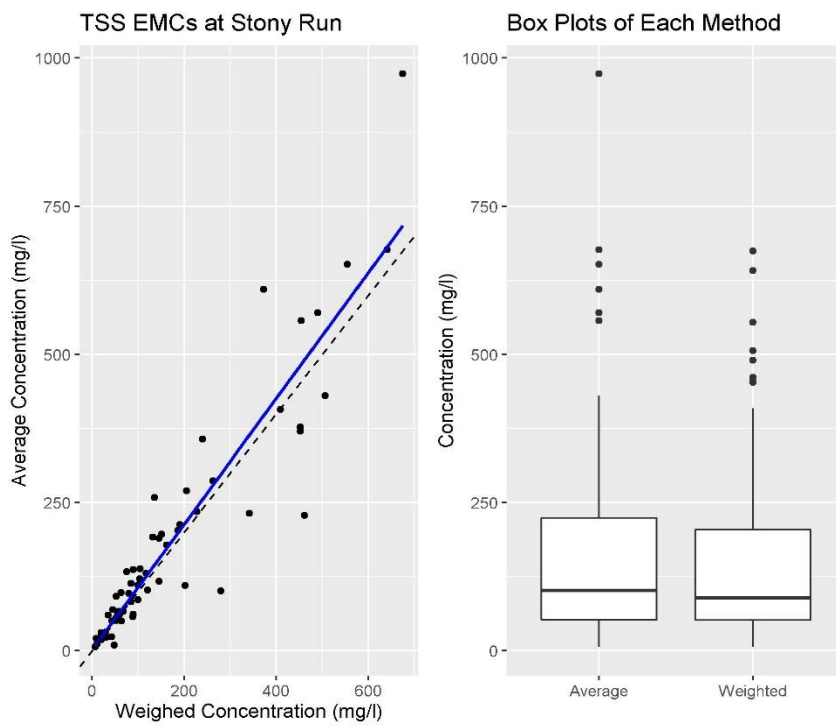 TSS EMCs at Stony Run
Average Concentration (mg/l)
1000
750
500
250
0
0 200 400 600
Weighed Concentration (mg/l)
Box Plots of Each Method
Concentration (mg/l)
1000
750
500
250
0
Average Weighted